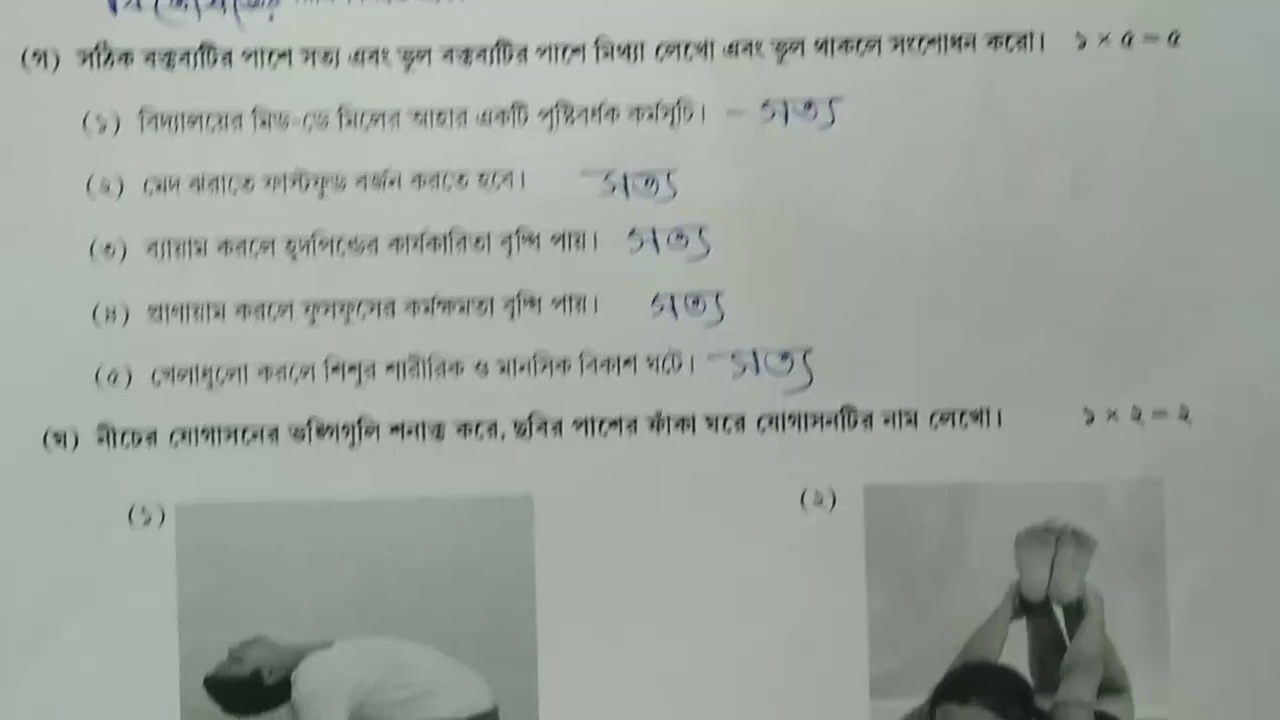 (গ) সঠিক বক্তব্যটির পাশে সত্য এবং ভুল বক্তব্যটির পাশে মিথ্যা লেখো এবং ভুল থাকলে সংশোধন করো। ১ × ৫ = ৫
(১) বিদ্যালয়ের মিড-ডে মিলের আহার একটি পুষ্টিবর্ধক কর্মসূচি। - সত্য
(২) মেদ ঝরাতে ফাস্টফুড বর্জন করতে হবে। - সত্য
(৩) ব্যায়াম করলে হৃদপিণ্ডের কার্যকারিতা বৃদ্ধি পায়। সত্য
(৪) প্রাণায়াম করলে ফুসফুসের কর্মক্ষমতা বৃদ্ধি পায়। সত্য
(৫) খেলাধুলো করলে শিশুর শারীরিক ও মানসিক বিকাশ ঘটে। - সত্য
(ঘ) নীচের যোগাসনের ভঙ্গিগুলি শনাক্ত করে, ছবির পাশের ফাঁকা ঘরে যোগাসনটির নাম লেখো। ১ × ২ = ২
(১) (২)